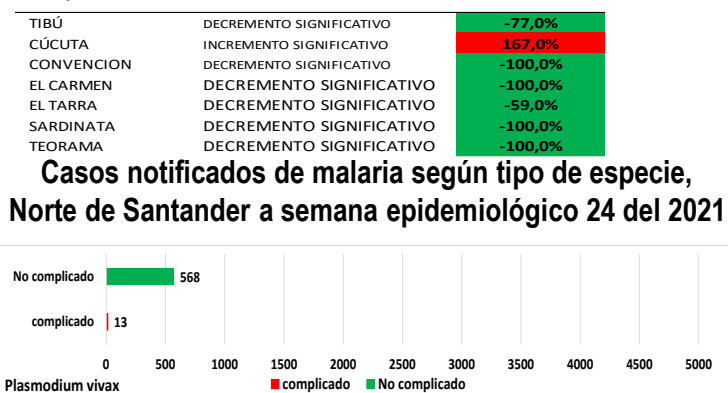 TIBÚ DECREMENTO SIGNIFICATIVO -77,0%
CÚCUTA INCREMENTO SIGNIFICATIVO 167,0%
CONVENCION DECREMENTO SIGNIFICATIVO -100,0%
EL CARMEN DECREMENTO SIGNIFICATIVO -100,0%
EL TARRA DECREMENTO SIGNIFICATIVO -59,0%
SARDINATA DECREMENTO SIGNIFICATIVO -100,0%
TEORAMA DECREMENTO SIGNIFICATIVO -100,0%
Casos notificados de malaria según tipo de especie,
Norte de Santander a semana epidemiológico 24 del 2021
No complicado 568
complicado 13
0 500 1000 1500 2000 2500 3000 3500 4000 4500 5000
Plasmodium vivax complicado No complicado